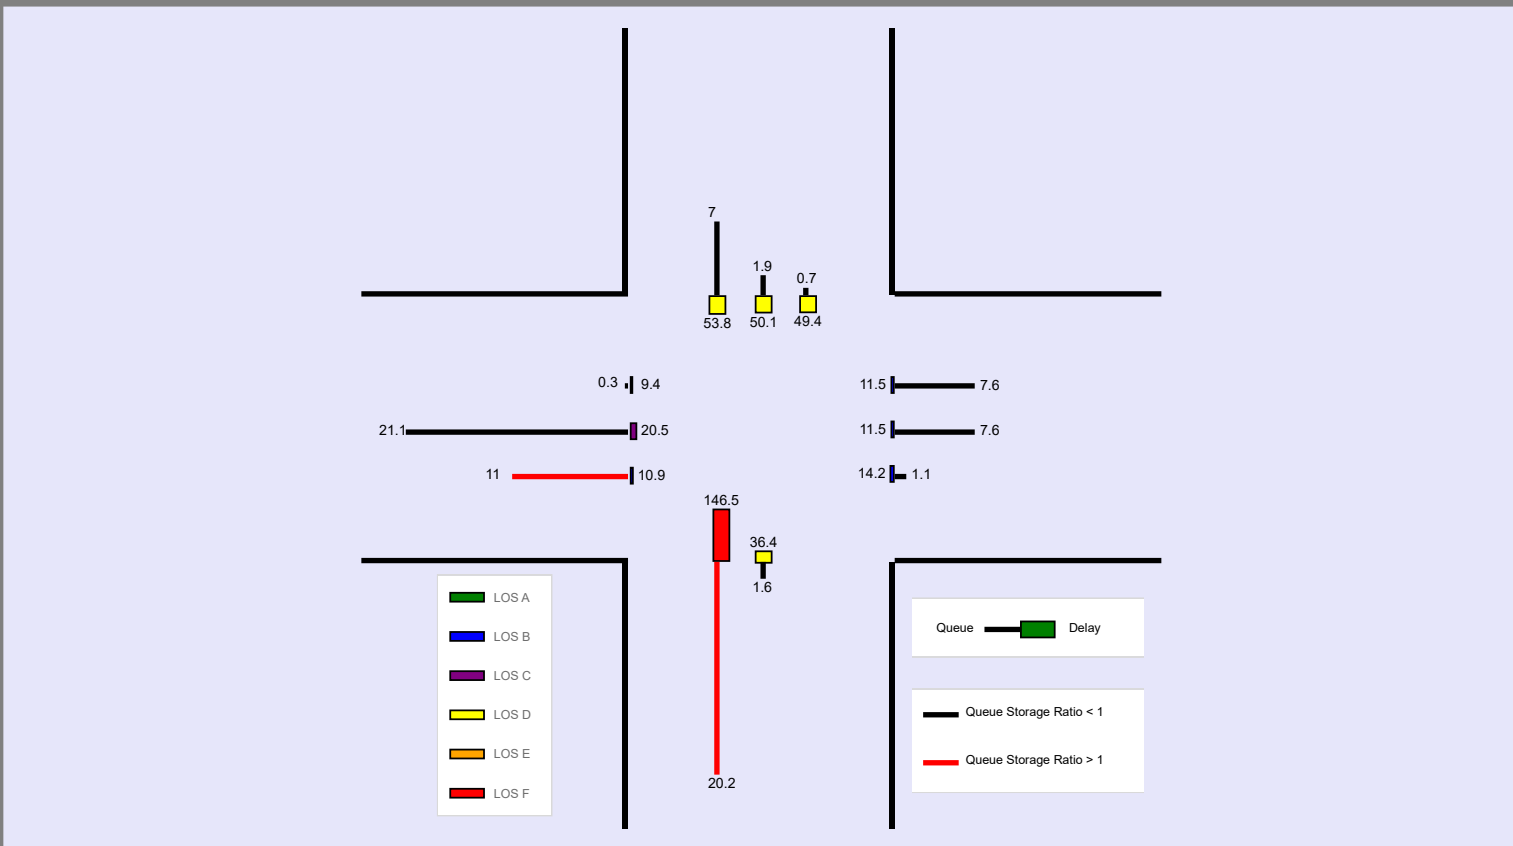 7
1.9
0.7
53.8
50.1
49.4
0.3
9.4
11.5
7.6
21.1
20.5
11.5
7.6
11
10.9
14.2
1.1
146.5
36.4
1.6
20.2
LOS A
LOS B
LOS C
LOS D
LOS E
LOS F
Queue
Delay
Queue Storage Ratio < 1
Queue Storage Ratio > 1